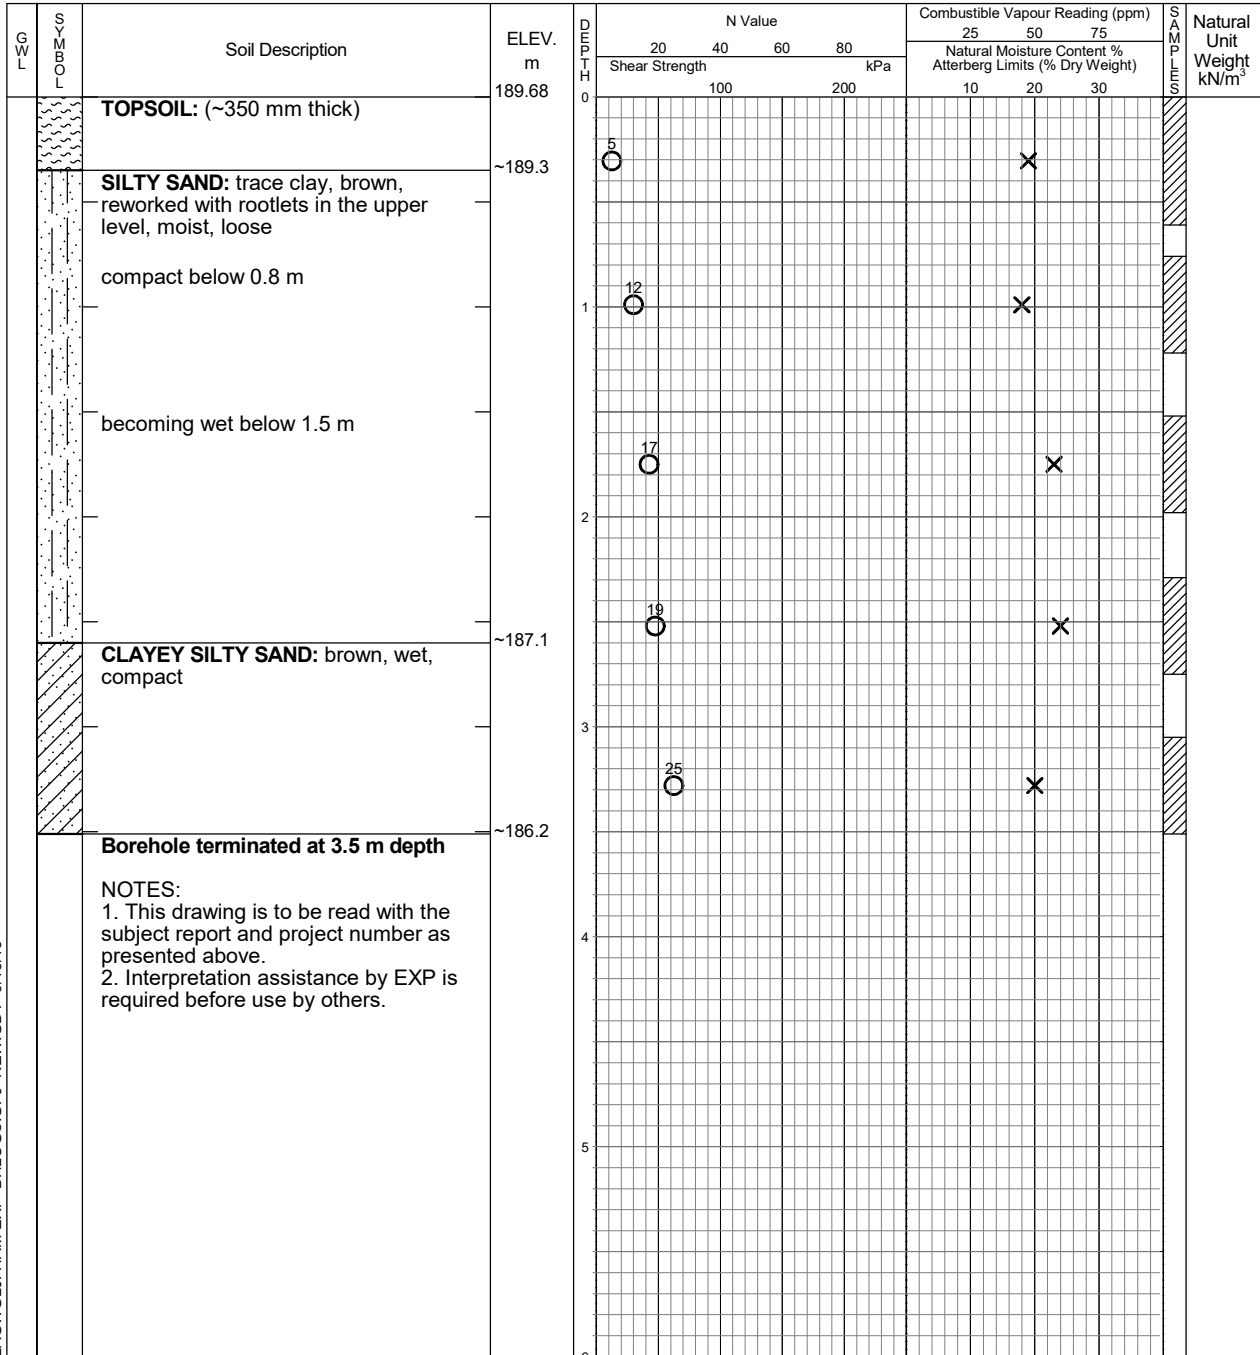 GWL
SYMBOL
Soil Description
ELEV.
m
DEPTH
N Value
20 40 60 80
Shear Strength kPa
100 200
Combustible Vapour Reading (ppm)
25 50 75
Natural Moisture Content %
Atterberg Limits (% Dry Weight)
10 20 30
SAMPLES
Natural
Unit
Weight
kN/m³
189.68
0
TOPSOIL: (~350 mm thick)
5
~189.3
SILTY SAND: trace clay, brown,
reworked with rootlets in the upper
level, moist, loose
compact below 0.8 m
12
1
becoming wet below 1.5 m
17
2
19
~187.1
CLAYEY SILTY SAND: brown, wet,
compact
3
25
~186.2
Borehole terminated at 3.5 m depth
NOTES:
1. This drawing is to be read with the
subject report and project number as
presented above.
2. Interpretation assistance by EXP is
required before use by others.
4
5